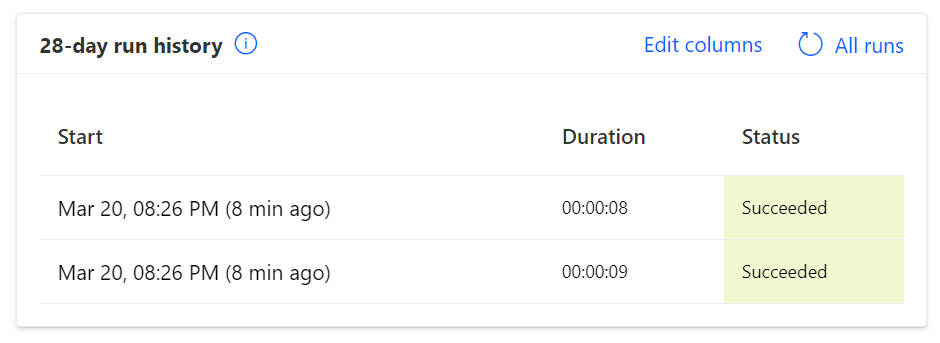 28-day run history Edit columns All runs
Start Duration Status
Mar 20, 08:26 PM (8 min ago) 00:00:08 Succeeded
Mar 20, 08:26 PM (8 min ago) 00:00:09 Succeeded